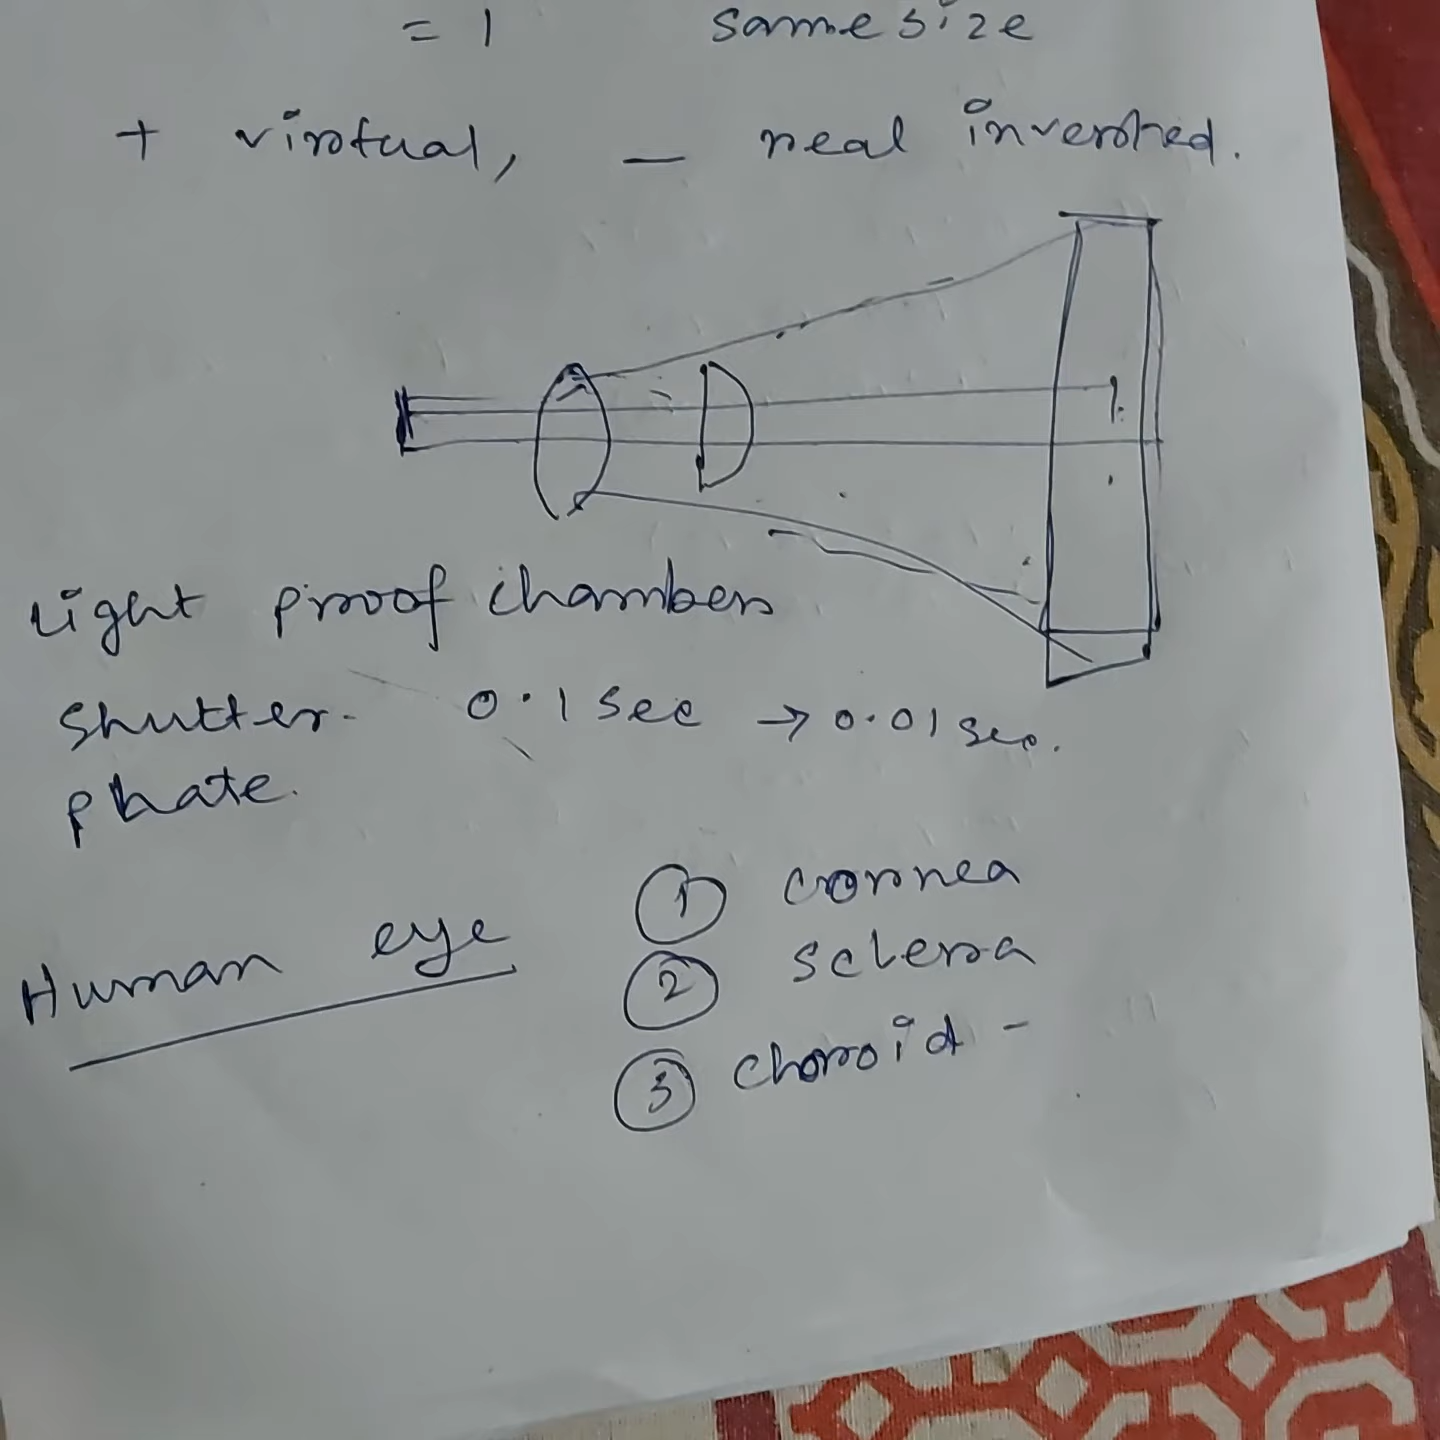 = 1 same size
+ virtual, - real inverted.
Light proof chamber
Shutter. 0.1 sec → 0.01 sec.
plate.
Human eye
① cornea
② sclera
③ choroid -